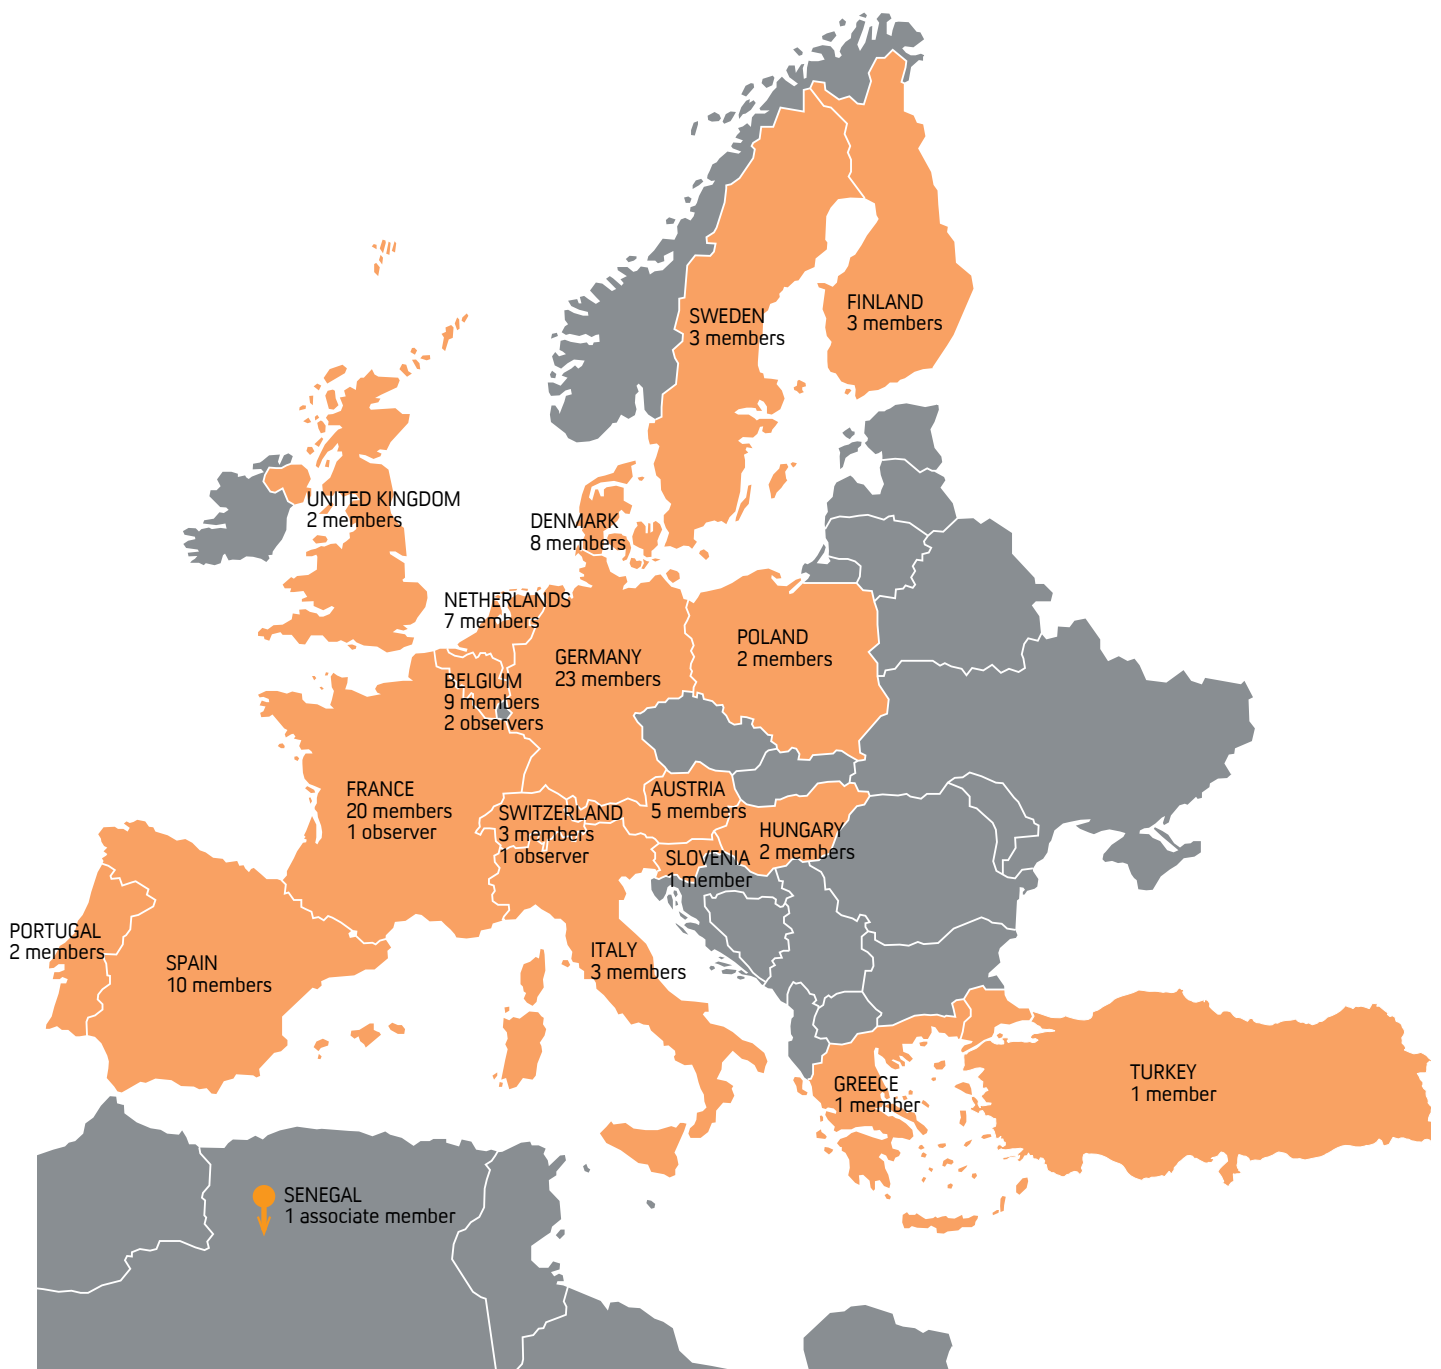 FINLAND
3 members
SWEDEN
3 members
UNITED KINGDOM
2 members
DENMARK
8 members
NETHERLANDS
7 members
POLAND
2 members
GERMANY
23 members
BELGIUM
9 members
2 observers
FRANCE
20 members
1 observer
AUSTRIA
5 members
SWITZERLAND
3 members
1 observer
HUNGARY
2 members
SLOVENIA
1 member
PORTUGAL
2 members
SPAIN
10 members
ITALY
3 members
GREECE
1 member
TURKEY
1 member
SENEGAL
1 associate member